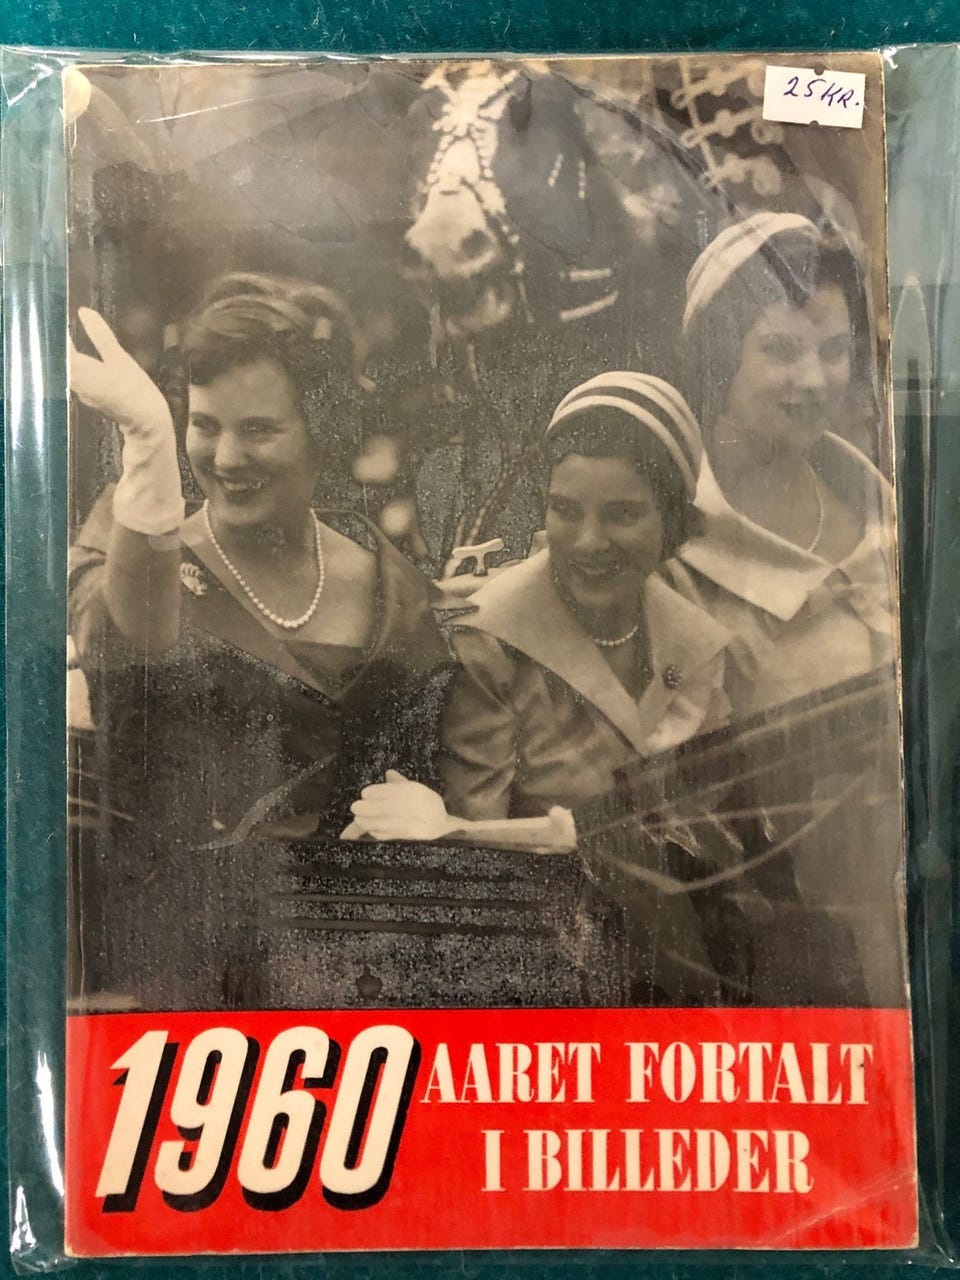 25 KR.
1960 AARET FORTALT
I BILLEDER